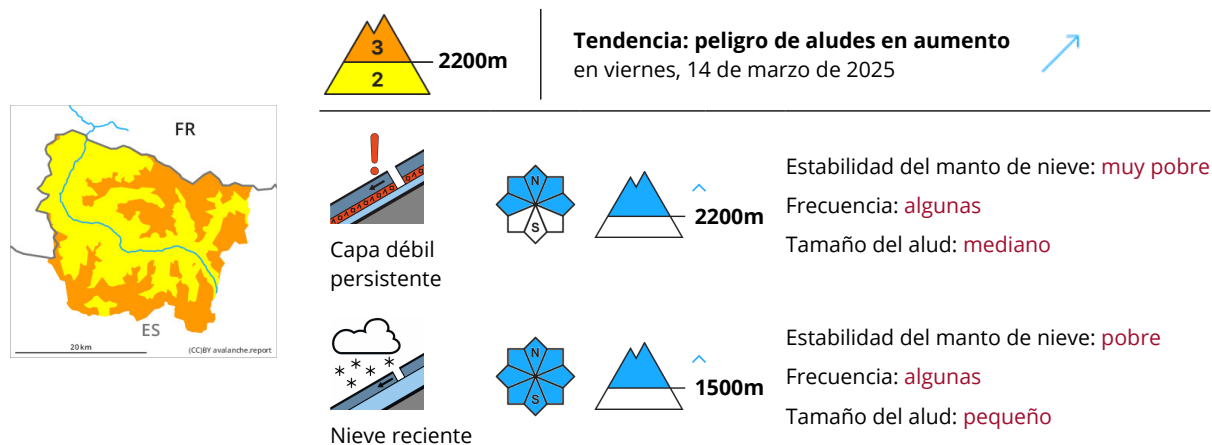 3
2
2200m
Tendencia: peligro de aludes en aumento
en viernes, 14 de marzo de 2025
FR
ES
20 km
(CC)BY avalanche.report
Capa débil
persistente
N
S
2200m
Estabilidad del manto de nieve: muy pobre
Frecuencia: algunas
Tamaño del alud: mediano
Nieve reciente
N
S
1500m
Estabilidad del manto de nieve: pobre
Frecuencia: algunas
Tamaño del alud: pequeño